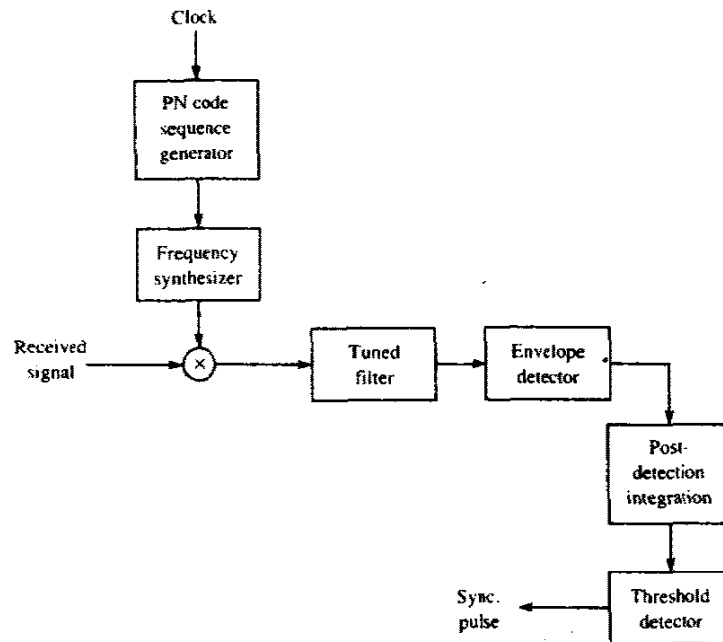 Clock
PN code
sequence
generator
Frequency
synthesizer
Received
signal
×
Tuned
filter
Envelope
detector
Post-
detection
integration
Sync.
pulse
Threshold
detector